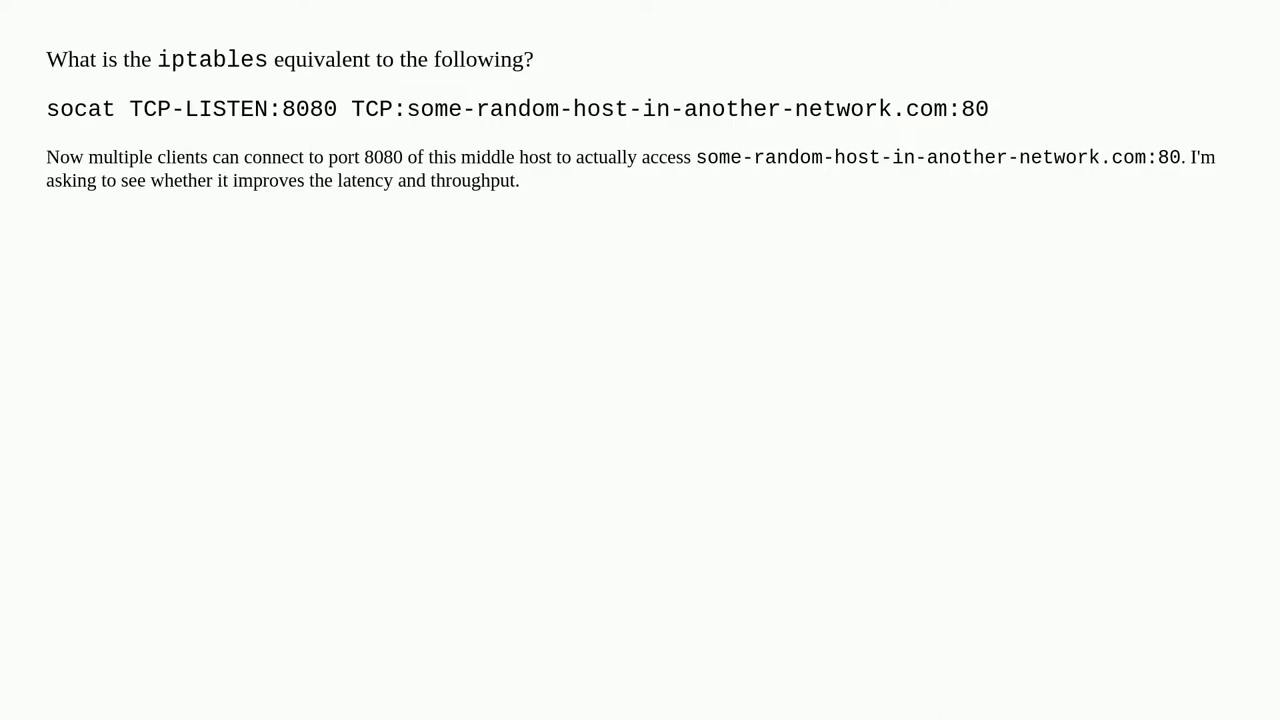 What is the iptables equivalent to the following?
socat TCP-LISTEN:8080 TCP:some-random-host-in-another-network.com:80
Now multiple clients can connect to port 8080 of this middle host to actually access some-random-host-in-another-network.com:80. I'm
asking to see whether it improves the latency and throughput.